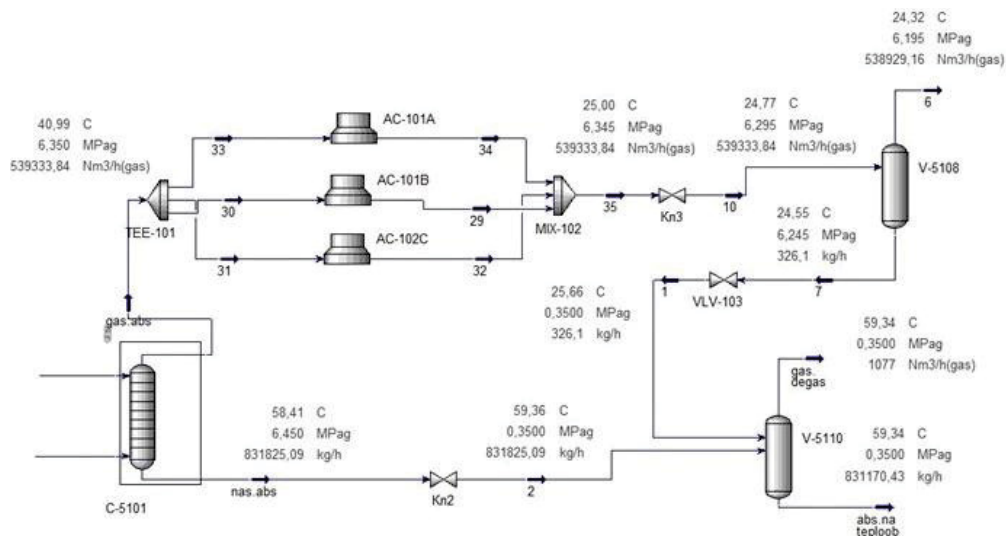 24,32 C
6,195 MPag
538929,16 Nm3/h(gas)
6
V-5108
40,99 C
6,350 MPag
539333,84 Nm3/h(gas)
AC-101A
33
34
25,00 C
6,345 MPag
539333,84 Nm3/h(gas)
24,77 C
6,295 MPag
539333,84 Nm3/h(gas)
TEE-101
AC-101B
30
29
MIX-102
35
Kn3
10
AC-102C
31
32
24,55 C
6,245 MPag
326,1 kg/h
1
VLV-103
7
25,66 C
0,3500 MPag
326,1 kg/h
gas.abs
59,34 C
0,3500 MPag
1077 Nm3/h(gas)
gas.
degas
58,41 C
6,450 MPag
831825,09 kg/h
59,36 C
0,3500 MPag
831825,09 kg/h
V-5110
59,34 C
0,3500 MPag
831170,43 kg/h
C-5101
nas.abs
Kn2
2
abs.na
teploob